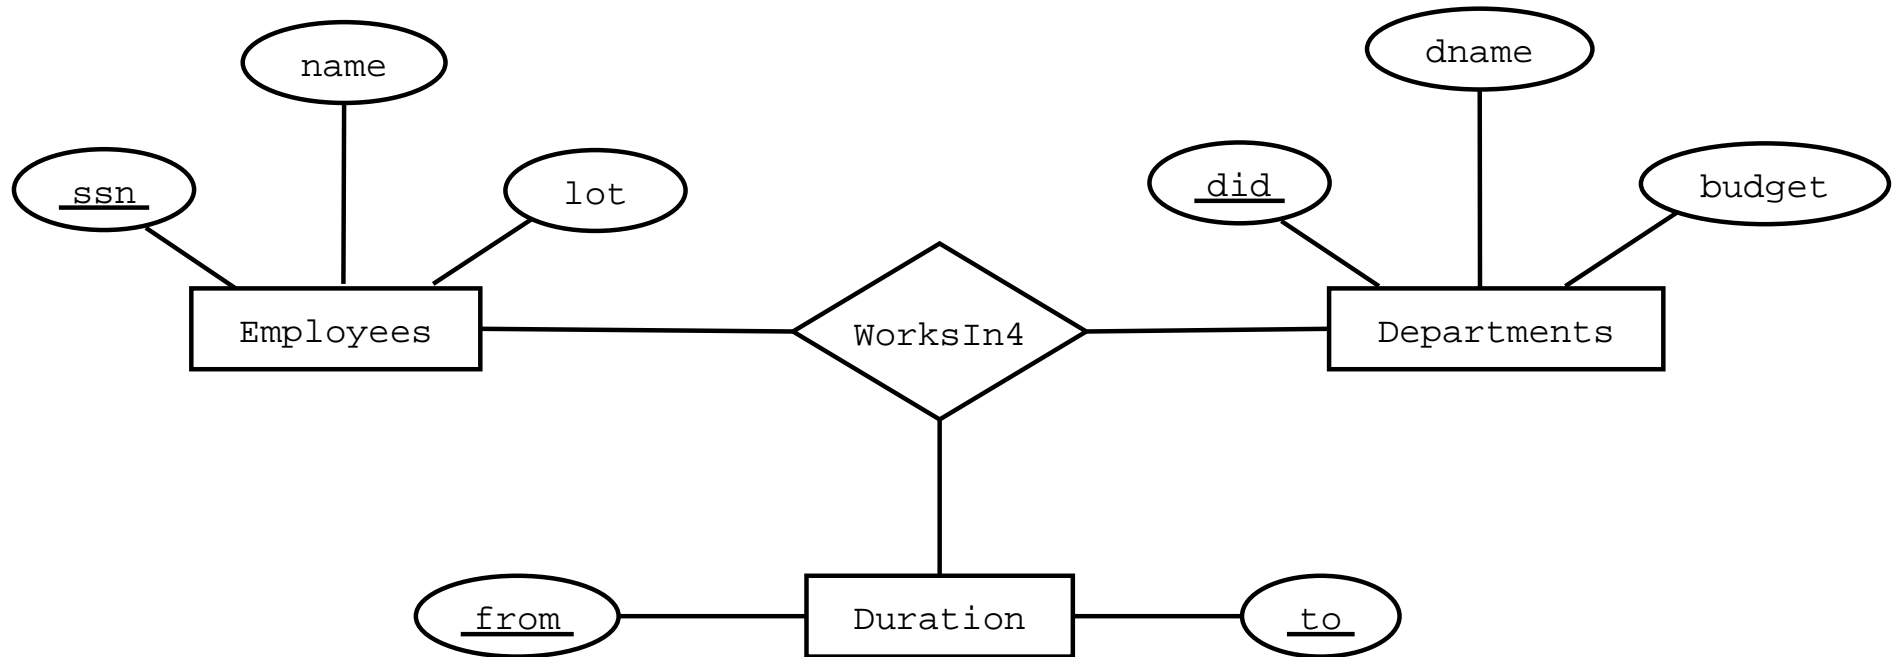 name
dname
ssn
lot
did
budget
Employees
WorksIn4
Departments
from
Duration
to